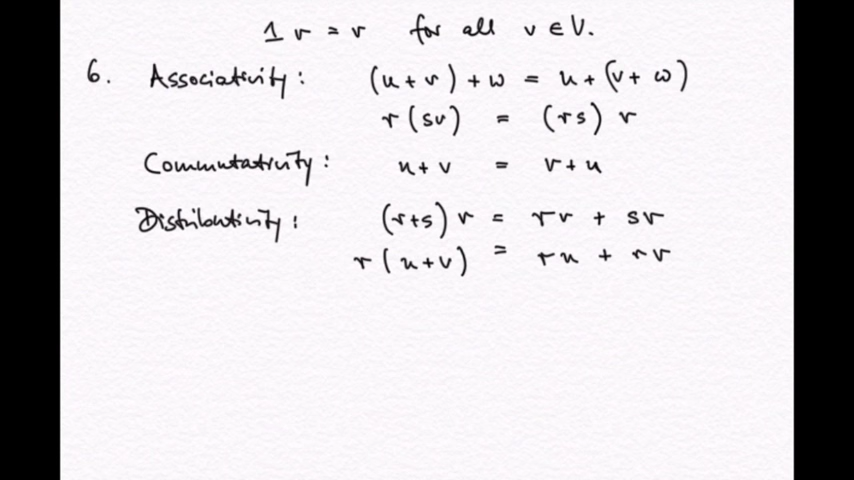 1 v = v for all v ∈ V.
6. Associativity: (u + v) + w = u + (v + w)
r (sv) = (rs) v
Commutativity: u + v = v + u
Distributivity: (r+s) v = rv + sv
r (u+v) = ru + rv